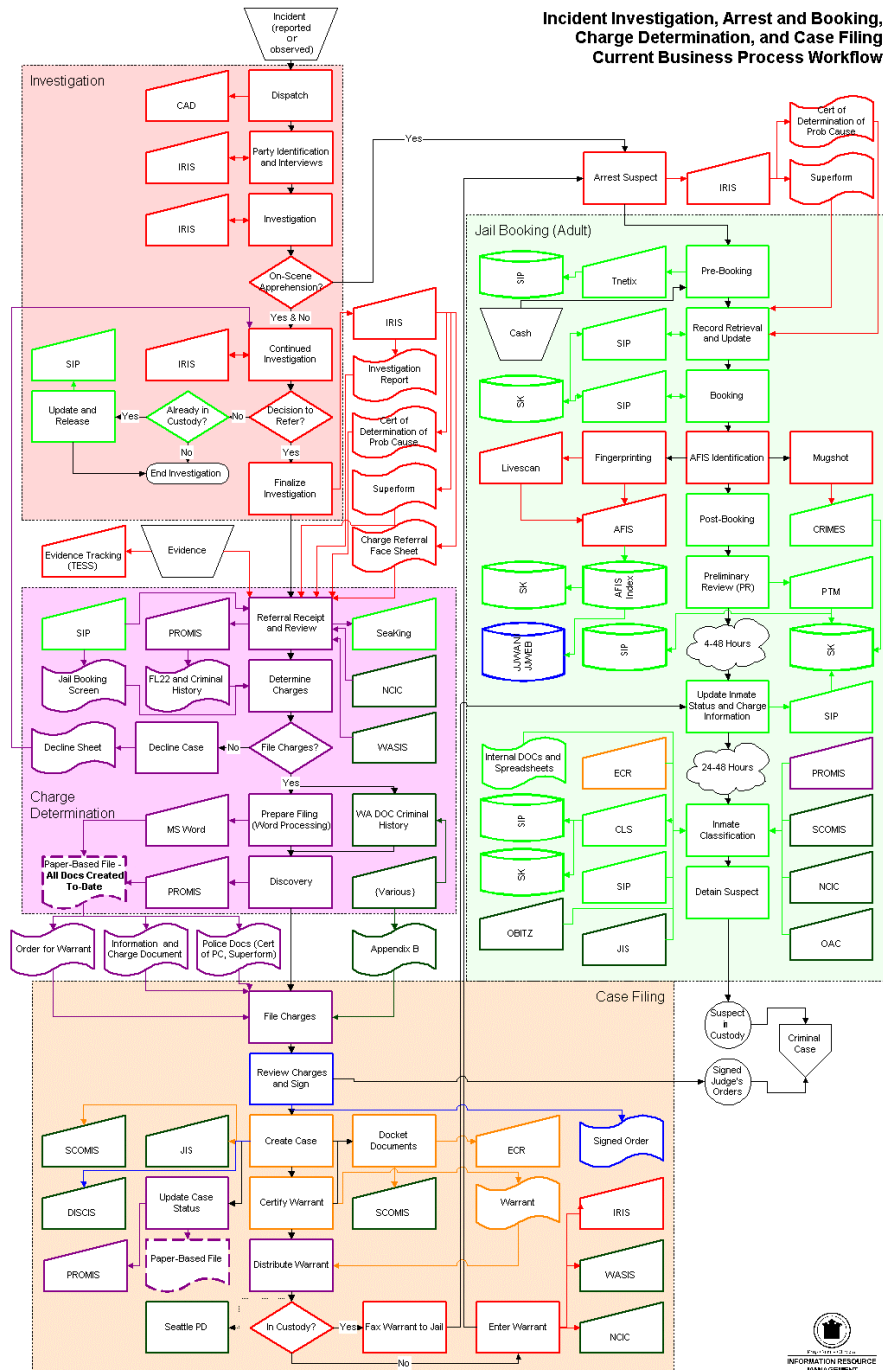 Incident Investigation, Arrest and Booking,
Charge Determination, and Case Filing
Current Business Process Workflow
Incident
(reported
or
observed)
Investigation
CAD
Dispatch
IRIS
Party Identification
and Interviews
IRIS
Investigation
On-Scene
Apprehension?
Yes
Yes & No
IRIS
Investigation
Report
Cert of
Determination of
Prob Cause
Superform
Charge Referral
Face Sheet
SIP
IRIS
Continued
Investigation
Update and
Release
Yes
Already in
Custody?
No
Decision to
Refer?
No
Yes
End Investigation
Finalize
Investigation
Evidence Tracking
(TESS)
Evidence
Arrest Suspect
IRIS
Cert of
Determination of
Prob Cause
Superform
Jail Booking (Adult)
SIP
Tnetix
Pre-Booking
Cash
SIP
Record Retrieval
and Update
SK
SIP
Booking
Livescan
Fingerprinting
AFIS Identification
Mugshot
AFIS
Post-Booking
CRIMES
SK
AFIS
Index
Preliminary
Review (PR)
PTM
JJWAN/
JJWEB
SIP
4-48 Hours
SK
Update Inmate
Status and Charge
Information
SIP
Internal DOCs and
Spreadsheets
ECR
24-48 Hours
PROMIS
SIP
CLS
Inmate
Classification
SCOMIS
SK
SIP
Detain Suspect
NCIC
OBITZ
JIS
OAC
Suspect
in
Custody
Criminal
Case
Signed
Judge's
Orders
SIP
PROMIS
Referral Receipt
and Review
SeaKing
Jail Booking
Screen
FL22 and Criminal
History
Determine
Charges
NCIC
Decline Sheet
Decline Case
No
File Charges?
WASIS
Yes
Charge
Determination
MS Word
Prepare Filing
(Word Processing)
WA DOC Criminal
History
Paper-Based File -
All Docs Created
To-Date
PROMIS
Discovery
(Various)
Order for Warrant
Information and
Charge Document
Police Docs (Cert
of PC, Superform)
Appendix B
Case Filing
File Charges
Review Charges
and Sign
SCOMIS
JIS
Create Case
Docket
Documents
ECR
Signed Order
DISCIS
Update Case
Status
Certify Warrant
SCOMIS
Warrant
IRIS
PROMIS
Paper-Based File
Distribute Warrant
WASIS
Seattle PD
In Custody?
Yes
Fax Warrant to Jail
Enter Warrant
NCIC
No
INFORMATION RESOURCE
MANAGEMENT